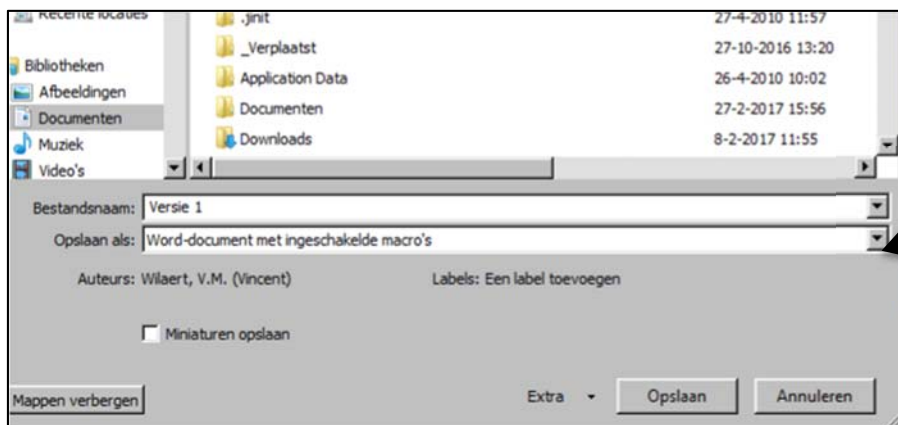 Recente locaties
.jinit 27-4-2010 11:57
_Verplaatst 27-10-2016 13:20
Bibliotheken
Application Data 26-4-2010 10:02
Afbeeldingen
Documenten
Documenten 27-2-2017 15:56
Muziek
Downloads 8-2-2017 11:55
Video's
Bestandsnaam: Versie 1
Opslaan als: Word-document met ingeschakelde macro's
Auteurs: Wilaert, V.M. (Vincent) Labels: Een label toevoegen
Miniaturen opslaan
Mappen verbergen Extra Opslaan Annuleren